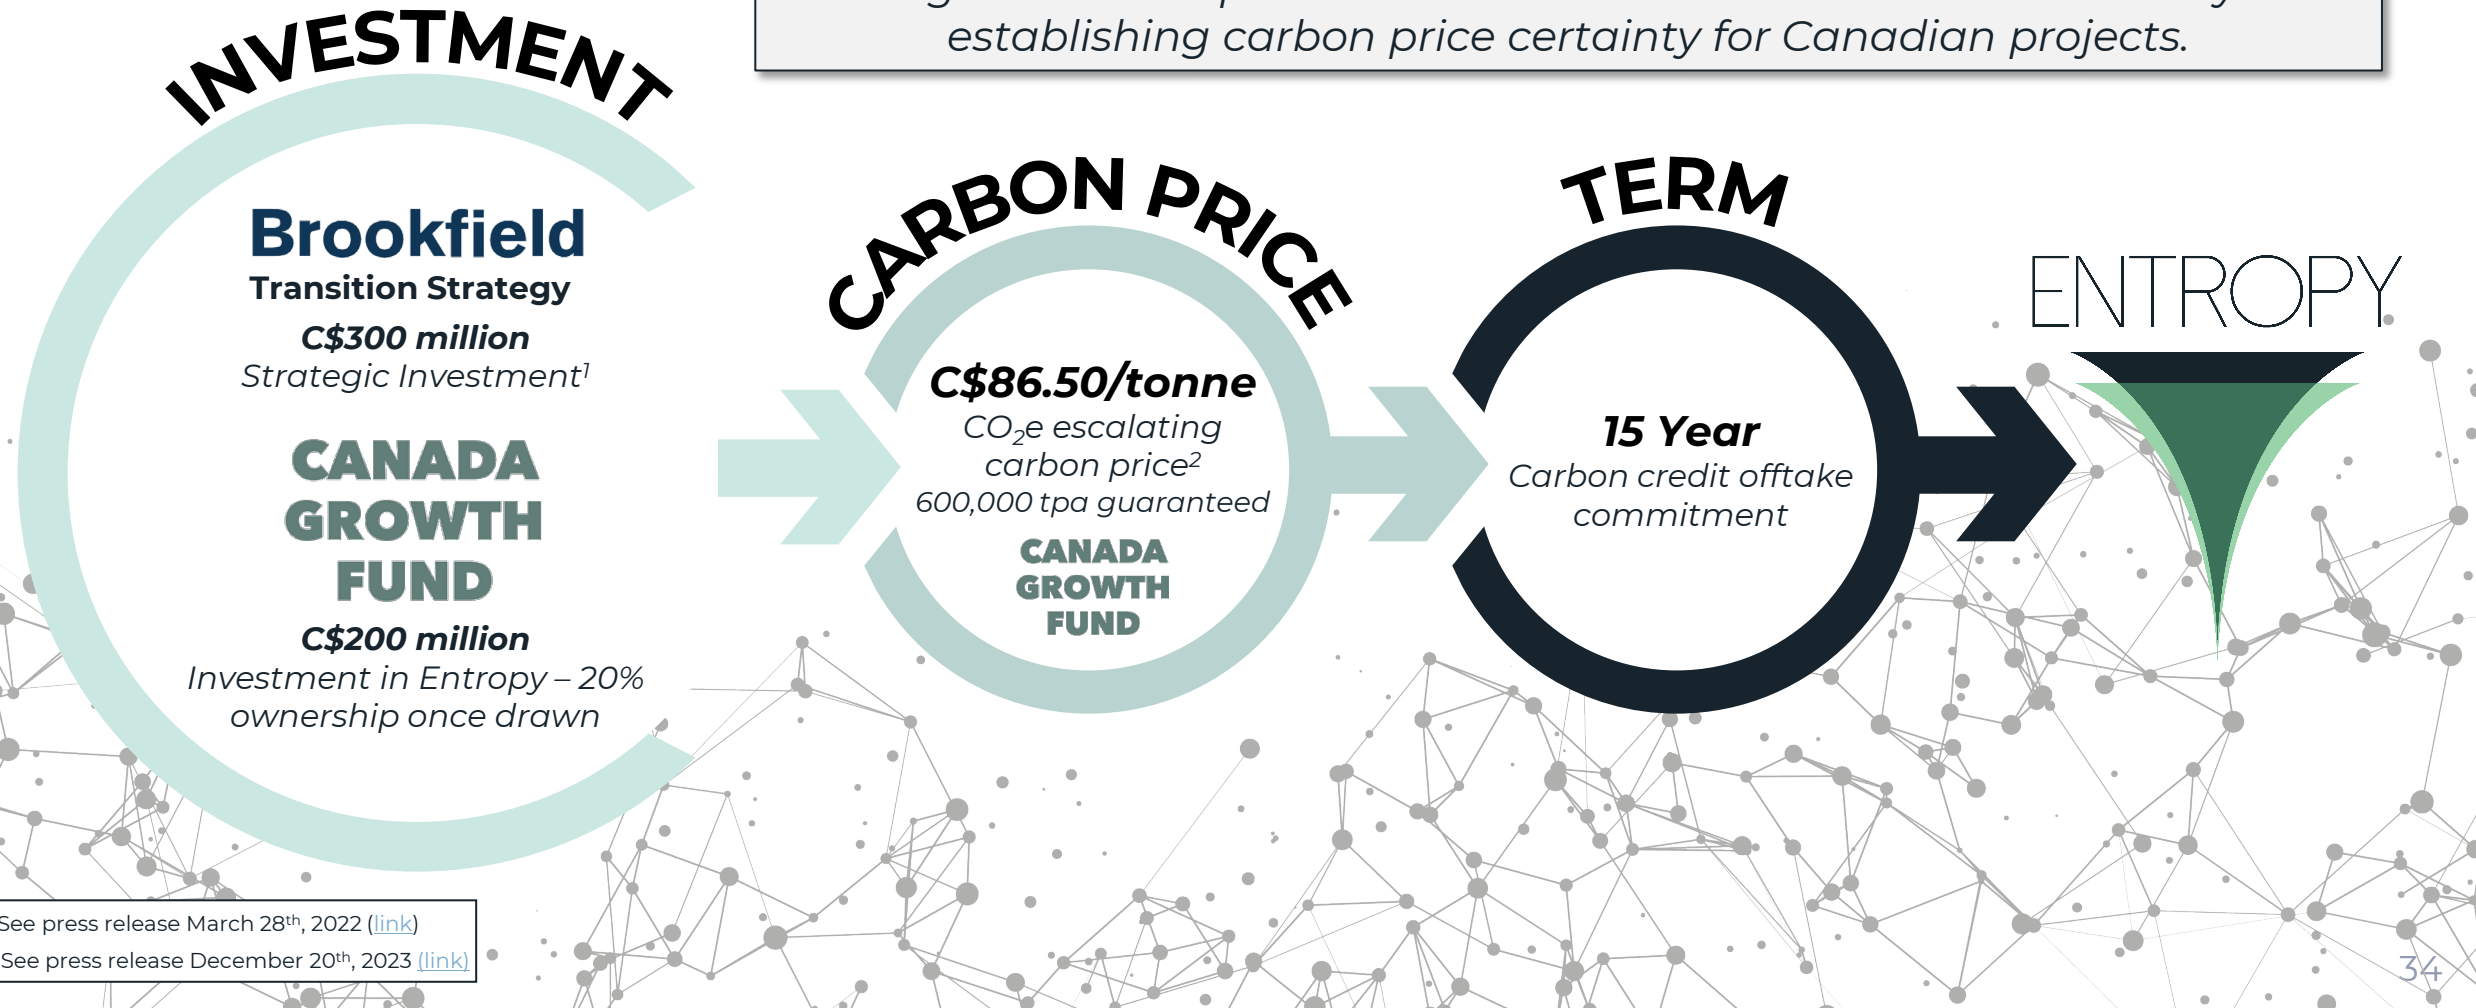 establishing carbon price certainty for Canadian projects.
INVESTMENT
Brookfield
Transition Strategy
C$300 million
Strategic Investment¹
CANADA
GROWTH
FUND
C$200 million
Investment in Entropy – 20%
ownership once drawn
CARBON PRICE
C$86.50/tonne
CO₂e escalating
carbon price²
600,000 tpa guaranteed
CANADA
GROWTH
FUND
TERM
15 Year
Carbon credit offtake
commitment
ENTROPY
See press release March 28th, 2022 (link)
See press release December 20th, 2023 (link)
34